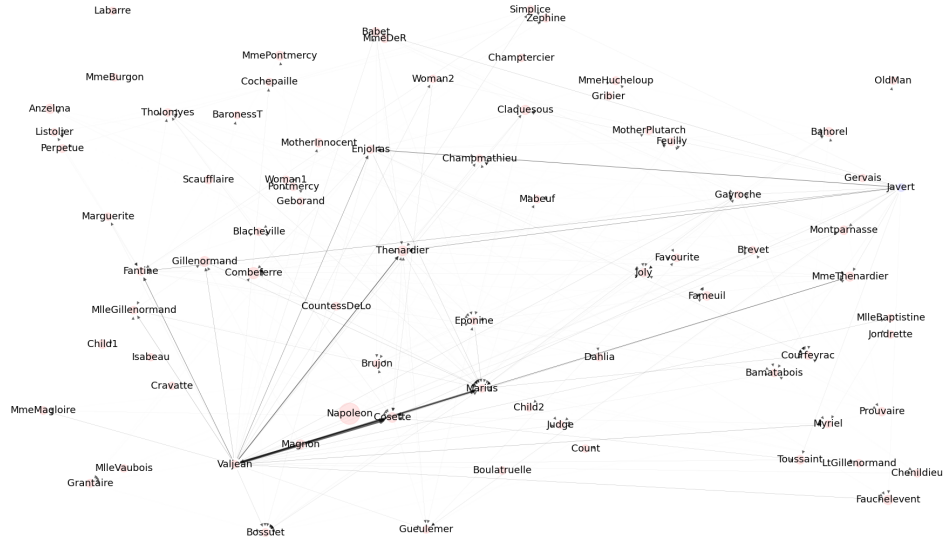 Labarre
Simplice
Zephine
Babet
MmeDeR
MmePontmercy
Champtercier
MmeBurgon
Cochepaille
Woman2
MmeHucheloup
OldMan
Gribier
Anzelma
Tholomyes
BaronessT
Claquesous
Listolier
MotherPlutarch
Bahorel
Perpetue
MotherInnocent
Enjolras
Feuilly
Chambmathieu
Scaufflaire
Woman1
Gervais
Pontmercy
Javert
Geborand
Mabeuf
Gavroche
Marguerite
Blacheville
Montparnasse
Thenardier
Brevet
Gillenormand
Favourite
Fantine
Combeferre
Joly
MmeThenardier
Fameuil
MlleGillenormand
CountessDeLo
Eponine
MlleBaptistine
Jondrette
Child1
Isabeau
Brujon
Dahlia
Courfeyrac
Bamatabois
Cravatte
Marius
MmeMagloire
Napoleon
Cosette
Child2
Prouvaire
Judge
Myriel
Magnon
Count
Valjean
Toussaint
LtGillenormand
MlleVaubois
Boulatruelle
Chenildieu
Grantaire
Fauchelevent
Bossuet
Gueulemer